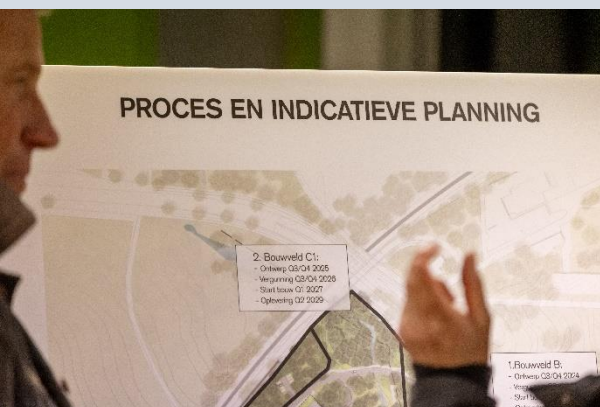 PROCES EN INDICATIEVE PLANNING
2. Bouwveld C1:
- Ontwerp Q3/Q4 2025
- Vergunning Q3/Q4 2026
- Start bouw Q1 2027
- Oplevering Q2 2029
1. Bouwveld B:
- Ontwerp Q3/Q4 2024